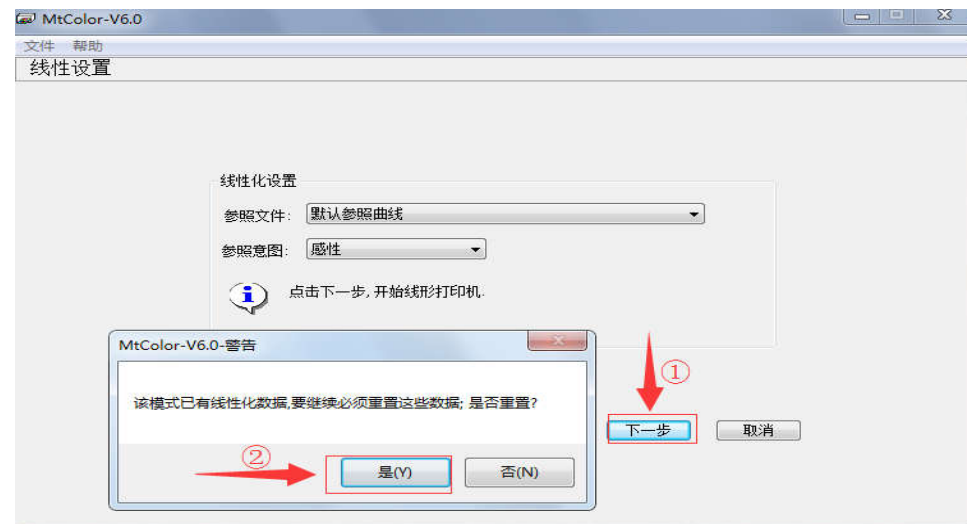 MtColor-V6.0
文件 帮助
线性设置
线性化设置
参照文件: 默认参照曲线
参照意图: 感性
点击下一步, 开始线形打印机.
MtColor-V6.0-警告
该模式已有线性化数据,要继续必须重置这些数据; 是否重置?
①
下一步 取消
②
是(Y) 否(N)